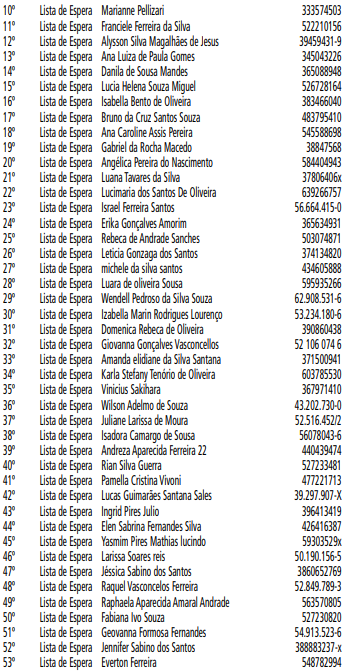 10º Lista de Espera Marianne Pellizari 333574503
11º Lista de Espera Franciele Ferreira da Silva 522210156
12º Lista de Espera Alysson Silva Magalhães de Jesus 39459431-9
13º Lista de Espera Ana Luiza de Paula Gomes 345043226
14º Lista de Espera Danila de Sousa Mandes 365088948
15º Lista de Espera Lucia Helena Souza Miguel 526728164
16º Lista de Espera Isabella Bento de Oliveira 383466040
17º Lista de Espera Bruno da Cruz Santos Souza 483795410
18º Lista de Espera Ana Caroline Assis Pereira 545588698
19º Lista de Espera Gabriel da Rocha Macedo 38847568
20º Lista de Espera Angélica Pereira do Nascimento 584404943
21º Lista de Espera Luana Tavares da Silva 37806406x
22º Lista de Espera Lucimaria dos Santos De Oliveira 639266757
23º Lista de Espera Israel Ferreira Santos 56.664.415-0
24º Lista de Espera Erika Gonçalves Amorim 365634931
25º Lista de Espera Rebeca de Andrade Sanches 503074871
26º Lista de Espera Leticia Gonzaga dos Santos 374134820
27º Lista de Espera michele da silva santos 434605888
28º Lista de Espera Luara de oliveira Sousa 595935266
29º Lista de Espera Wendell Pedroso da Silva Souza 62.908.531-6
30º Lista de Espera Izabella Marin Rodrigues Lourenço 53.234.180-6
31º Lista de Espera Domenica Rebeca de Oliveira 390860438
32º Lista de Espera Giovanna Gonçalves Vasconcellos 52 106 074 6
33º Lista de Espera Amanda elidiane da Silva Santana 371500941
34º Lista de Espera Karla Stefany Tenório de Oliveira 603785530
35º Lista de Espera Vinicius Sakihara 367971410
36º Lista de Espera Wilson Adelmo de Souza 43.202.730-0
37º Lista de Espera Juliane Larissa de Moura 52.516.452/2
38º Lista de Espera Isadora Camargo de Sousa 56078043-6
39º Lista de Espera Andreza Aparecida Ferreira 22 440439474
40º Lista de Espera Rian Silva Guerra 527233481
41º Lista de Espera Pamella Cristina Vivoni 477221713
42º Lista de Espera Lucas Guimarães Santana Sales 39.297.907-X
43º Lista de Espera Ingrid Pires Julio 396413419
44º Lista de Espera Elen Sabrina Fernandes Silva 426416387
45º Lista de Espera Yasmim Pires Mathias lucindo 59303529x
46º Lista de Espera Larissa Soares reis 50.190.156-5
47º Lista de Espera Jéssica Sabino dos Santos 3860652769
48º Lista de Espera Raquel Vasconcelos Ferreira 52.849.789-3
49º Lista de Espera Raphaela Aparecida Amaral Andrade 563570805
50º Lista de Espera Fabiana Ivo Souza 527230820
51º Lista de Espera Geovanna Formosa Fernandes 54.913.523-6
52º Lista de Espera Jennifer Sabino dos Santos 388883237-x
53º Lista de Espera Everton Ferreira 548782994